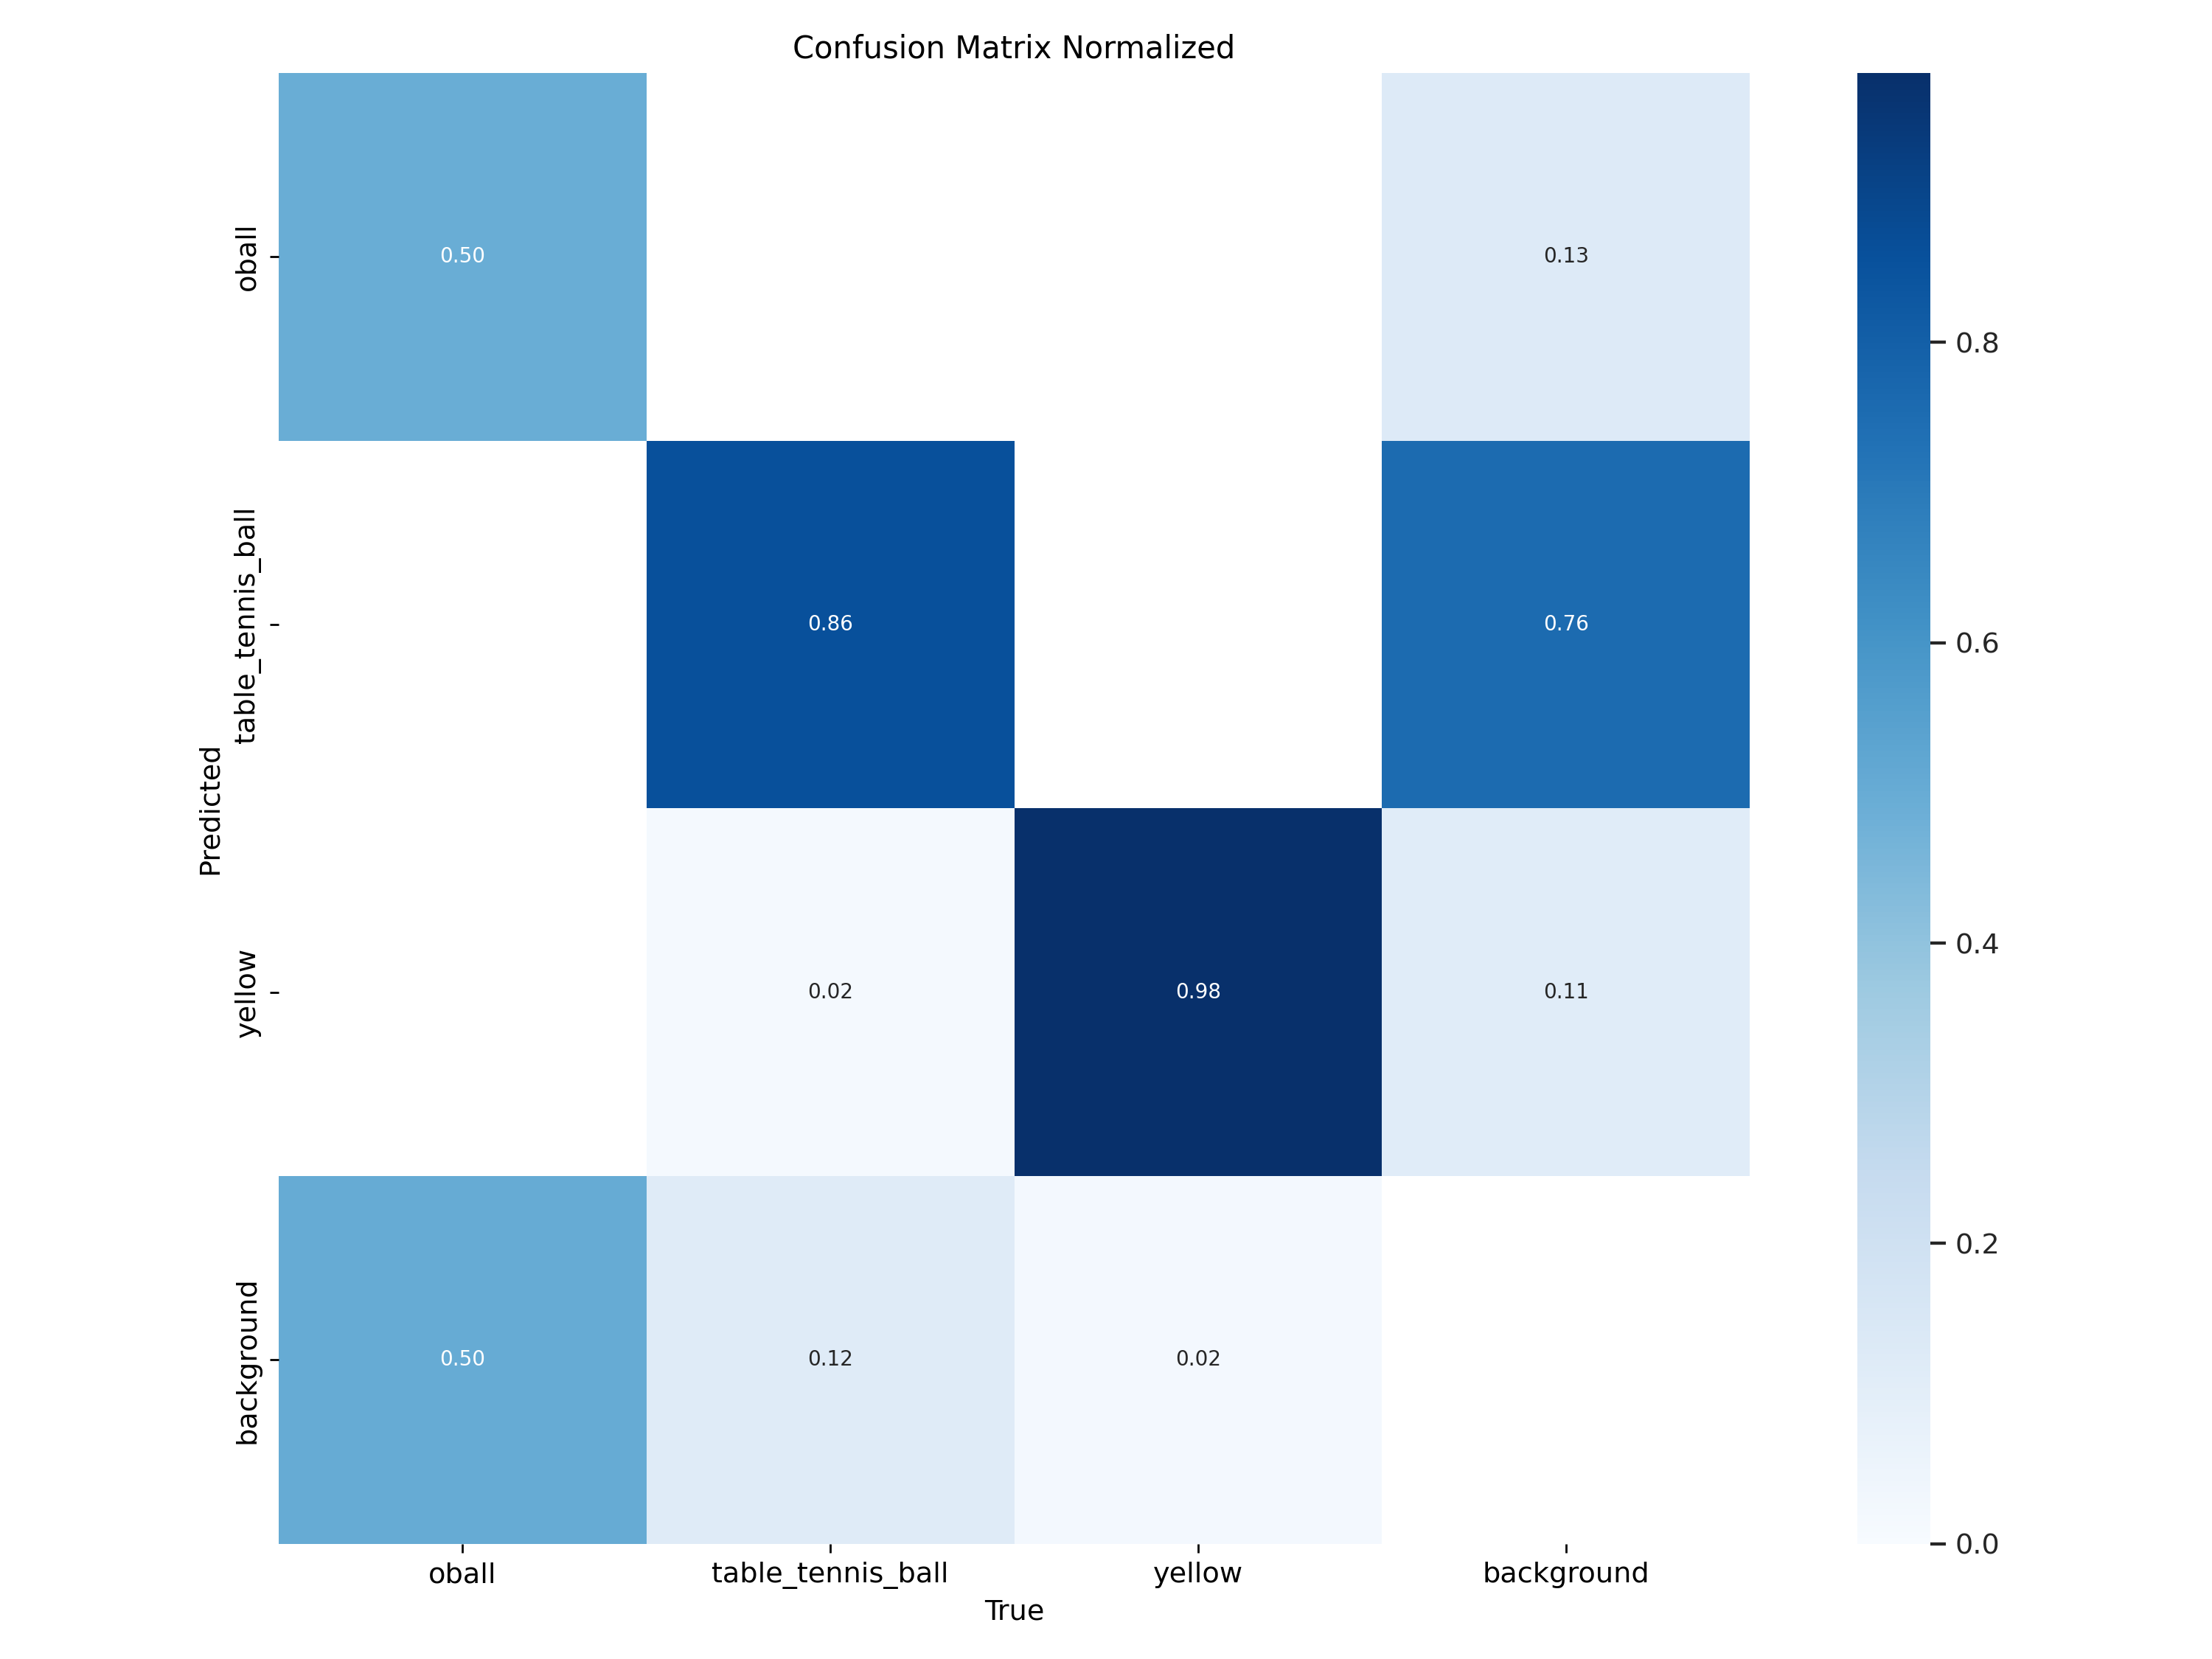 Confusion Matrix Normalized
oball
0.50
0.13
0.8
table_tennis_ball
0.86
0.76
0.6
Predicted
0.4
yellow
0.02
0.98
0.11
0.2
background
0.50
0.12
0.02
0.0
oball
table_tennis_ball
yellow
background
True